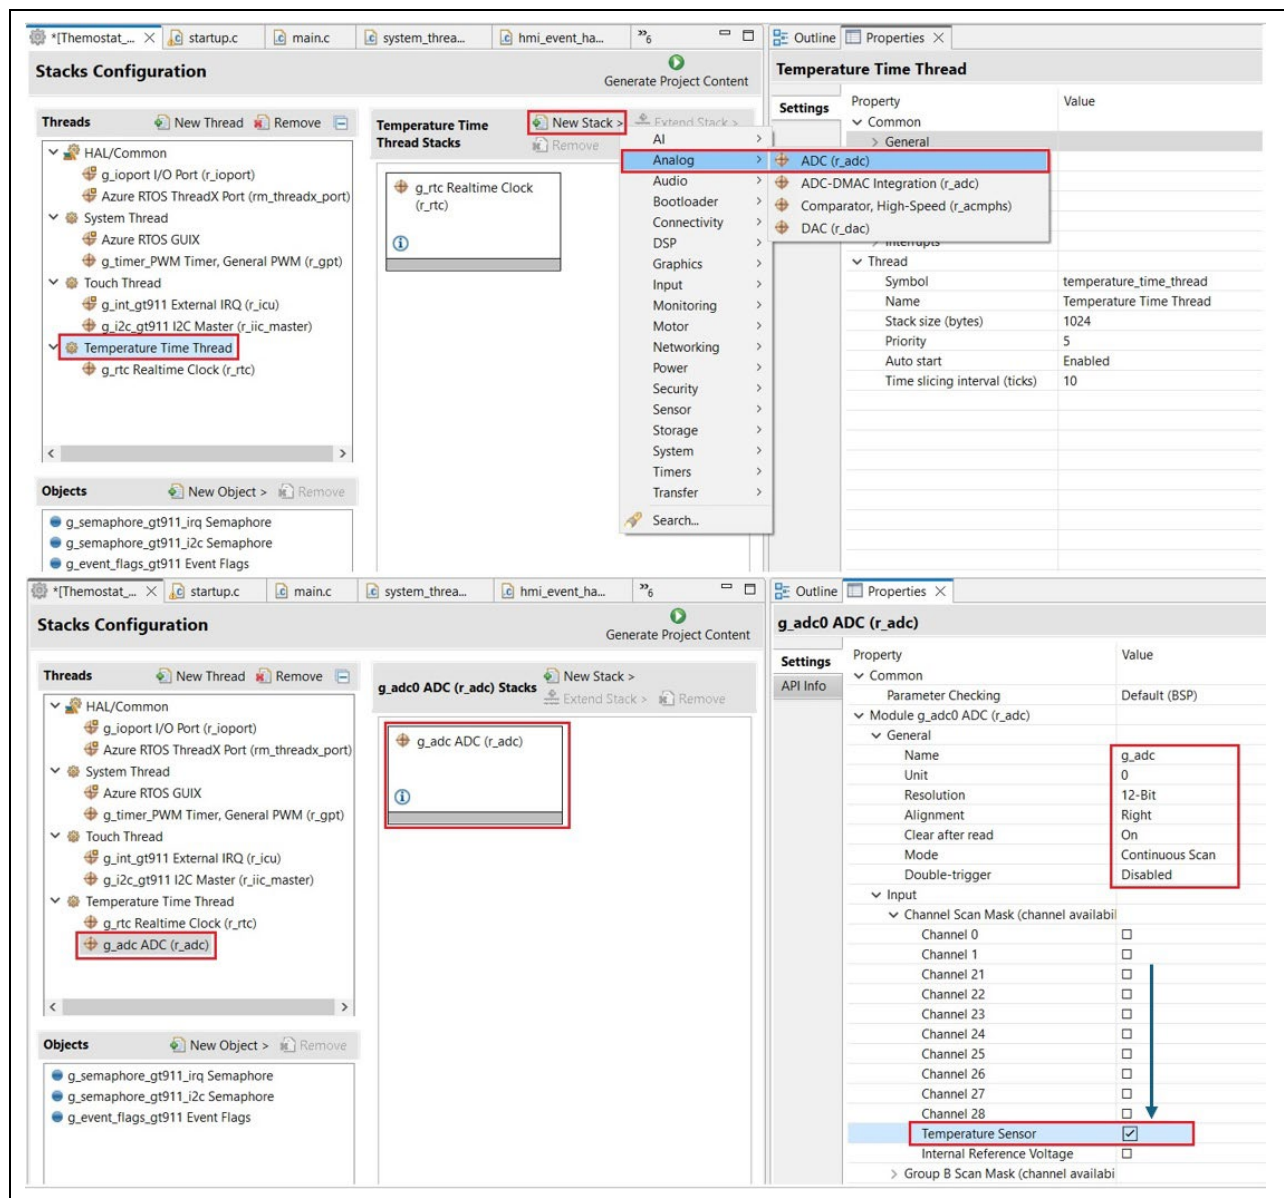 *[Themostat_...
startup.c
main.c
system_threa...
hmi_event_ha...
»6
Outline
Properties
Stacks Configuration
Generate Project Content
Threads
New Thread
Remove
HAL/Common
g_ioport I/O Port (r_ioport)
Azure RTOS ThreadX Port (rm_threadx_port)
System Thread
Azure RTOS GUIX
g_timer_PWM Timer, General PWM (r_gpt)
Touch Thread
g_int_gt911 External IRQ (r_icu)
g_i2c_gt911 I2C Master (r_iic_master)
Temperature Time Thread
g_rtc Realtime Clock (r_rtc)
Objects
New Object >
Remove
g_semaphore_gt911_irq Semaphore
g_semaphore_gt911_i2c Semaphore
g_event_flags_gt911 Event Flags
Temperature Time
Thread Stacks
New Stack >
Extend Stack >
Remove
g_rtc Realtime Clock
(r_rtc)
AI
Analog
Audio
Bootloader
Connectivity
DSP
Graphics
Input
Monitoring
Motor
Networking
Power
Security
Sensor
Storage
System
Timers
Transfer
Search...
ADC (r_adc)
ADC-DMAC Integration (r_adc)
Comparator, High-Speed (r_acmphs)
DAC (r_dac)
Temperature Time Thread
Settings
Property Value
Common
General
Interrupts
Thread
Symbol temperature_time_thread
Name Temperature Time Thread
Stack size (bytes) 1024
Priority 5
Auto start Enabled
Time slicing interval (ticks) 10
*[Themostat_...
startup.c
main.c
system_threa...
hmi_event_ha...
»6
Outline
Properties
Stacks Configuration
Generate Project Content
Threads
New Thread
Remove
HAL/Common
g_ioport I/O Port (r_ioport)
Azure RTOS ThreadX Port (rm_threadx_port)
System Thread
Azure RTOS GUIX
g_timer_PWM Timer, General PWM (r_gpt)
Touch Thread
g_int_gt911 External IRQ (r_icu)
g_i2c_gt911 I2C Master (r_iic_master)
Temperature Time Thread
g_rtc Realtime Clock (r_rtc)
g_adc ADC (r_adc)
Objects
New Object >
Remove
g_semaphore_gt911_irq Semaphore
g_semaphore_gt911_i2c Semaphore
g_event_flags_gt911 Event Flags
g_adc0 ADC (r_adc) Stacks
New Stack >
Extend Stack >
Remove
g_adc ADC (r_adc)
g_adc0 ADC (r_adc)
Settings
API Info
Property Value
Common
Parameter Checking Default (BSP)
Module g_adc0 ADC (r_adc)
General
Name g_adc
Unit 0
Resolution 12-Bit
Alignment Right
Clear after read On
Mode Continuous Scan
Double-trigger Disabled
Input
Channel Scan Mask (channel availabil
Channel 0
Channel 1
Channel 21
Channel 22
Channel 23
Channel 24
Channel 25
Channel 26
Channel 27
Channel 28
Temperature Sensor
Internal Reference Voltage
Group B Scan Mask (channel availabi